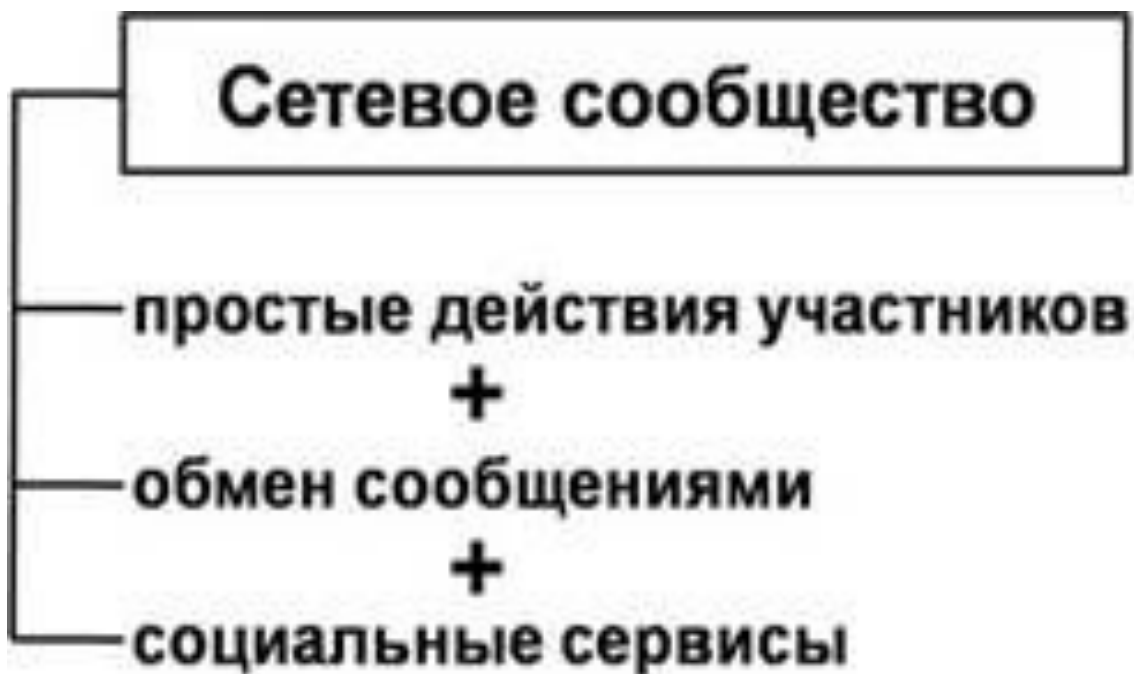 Сетевое сообщество
простые действия участников
+
обмен сообщениями
+
социальные сервисы